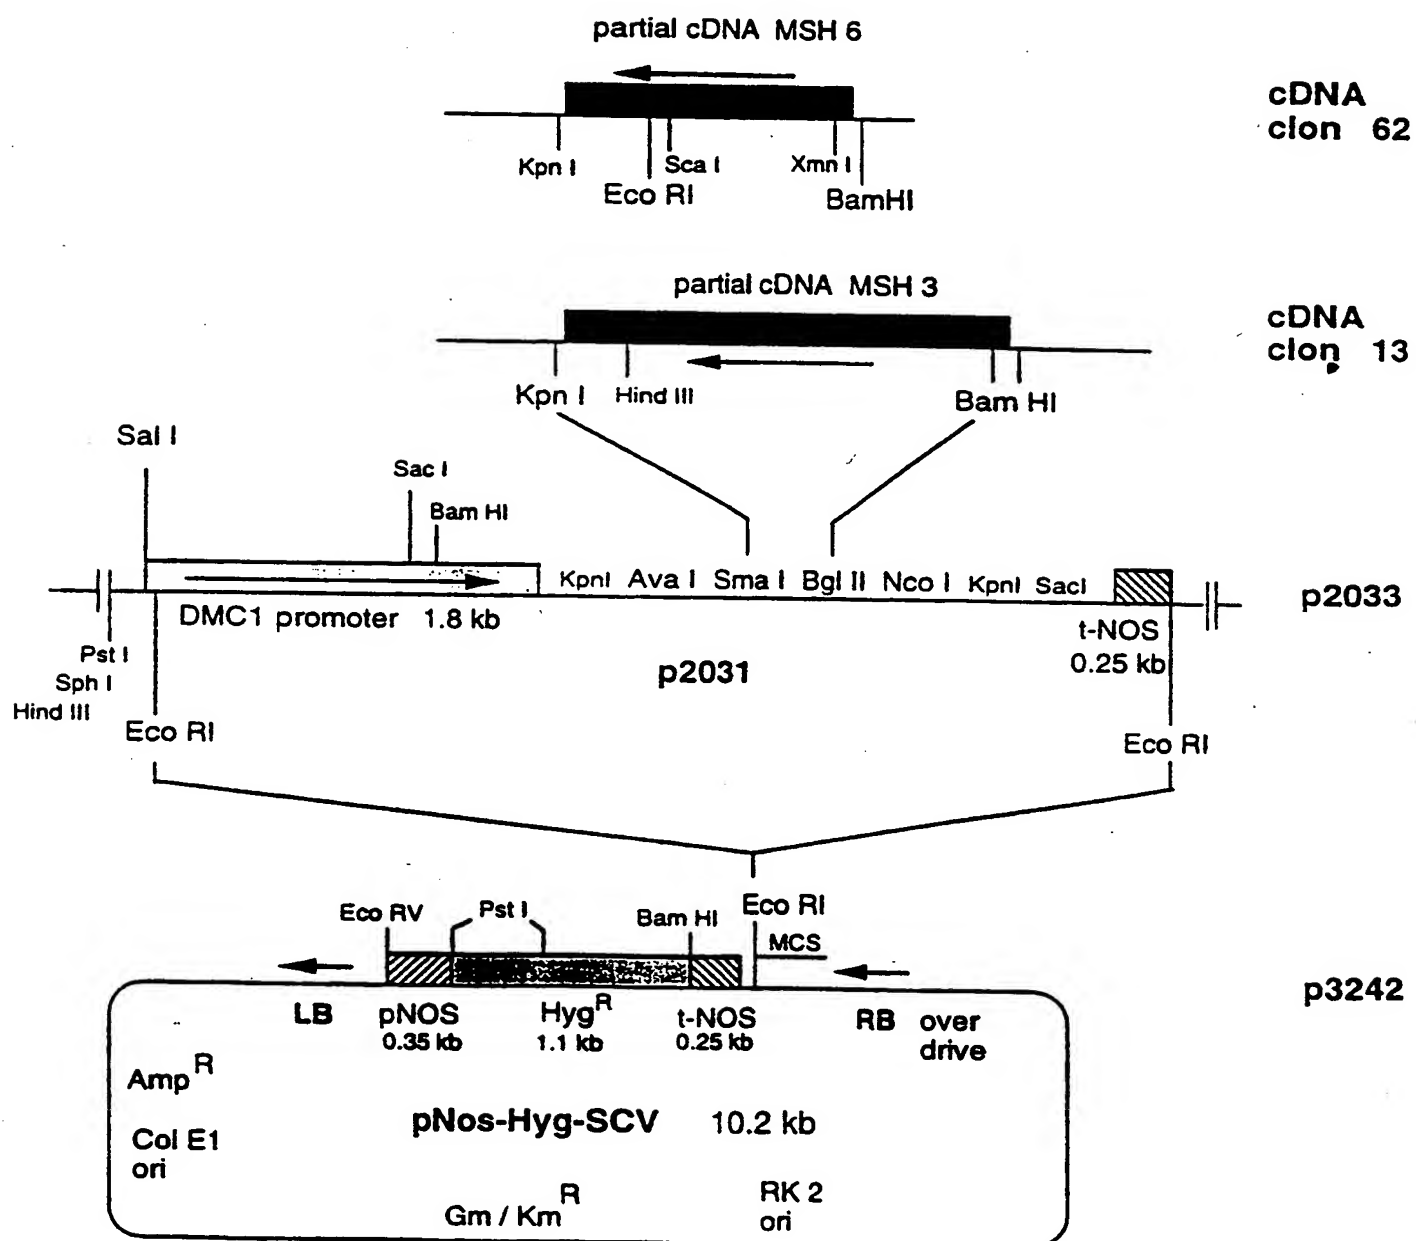 partial cDNA MSH 6
cDNA
clon 62
Kpn I
Sca I
Xmn I
Eco RI
BamHI
partial cDNA MSH 3
cDNA
clon 13
Kpn I
Hind III
Bam HI
Sal I
Sac I
Bam HI
KpnI Ava I Sma I Bgl II Nco I KpnI SacI
DMC1 promoter 1.8 kb
p2033
t-NOS
0.25 kb
Pst I
Sph I
Hind III
p2031
Eco RI
Eco RI
Eco RV
Pst I
Bam HI
Eco RI
MCS
p3242
LB
pNOS
0.35 kb
Hyg R
1.1 kb
t-NOS
0.25 kb
RB
over
drive
Amp R
pNos-Hyg-SCV 10.2 kb
Col E1
ori
Gm / Km R
RK 2
ori